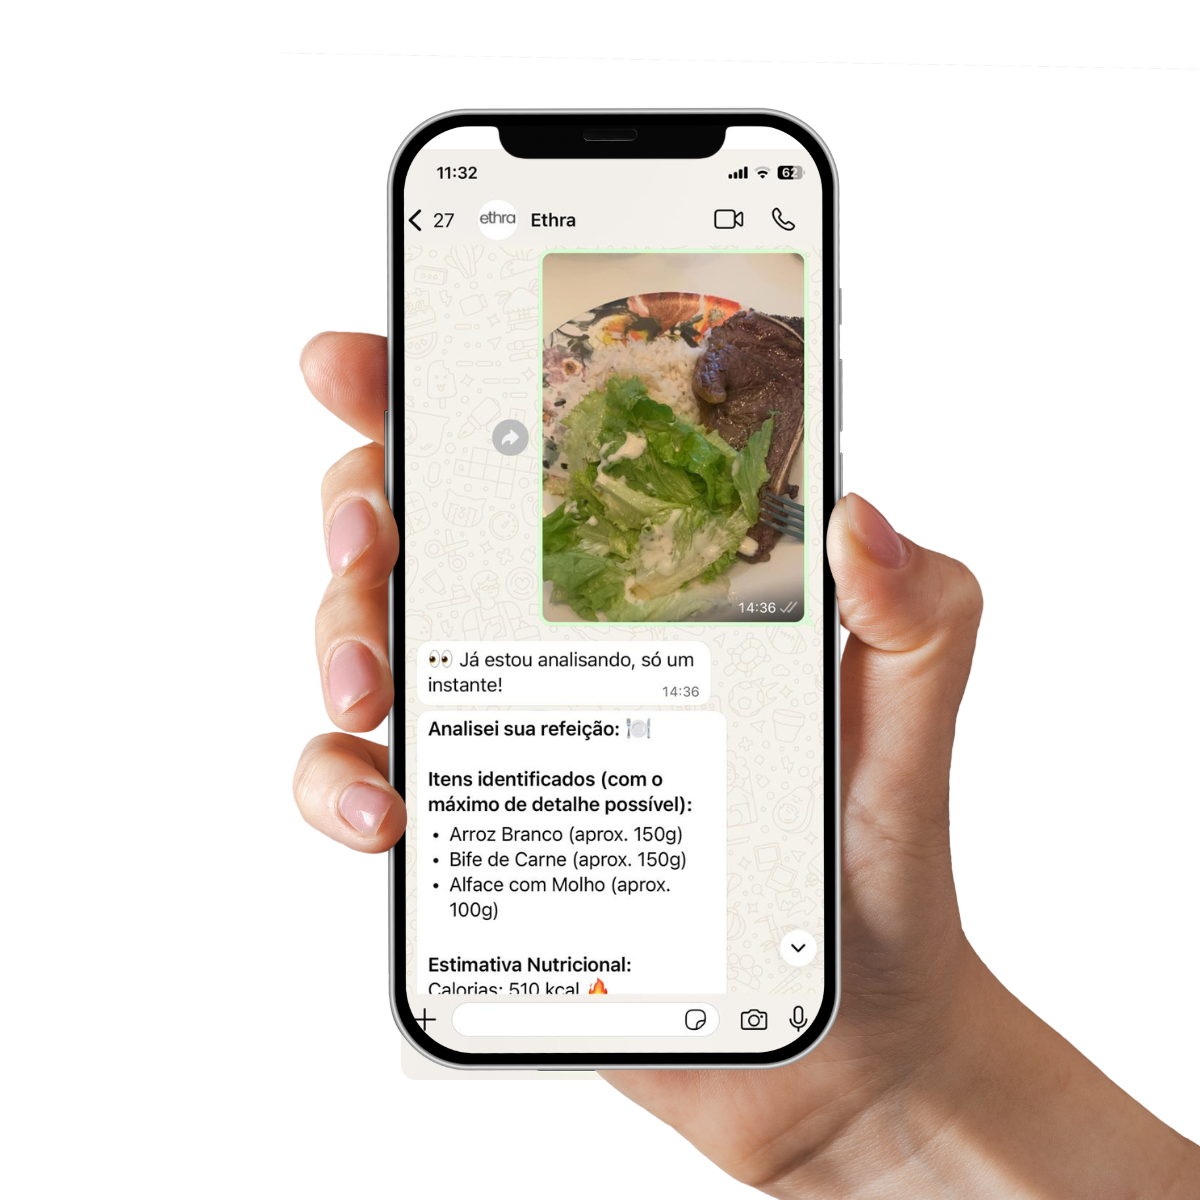 11:32
62
27
ethra
Ethra
14:36
👀 Já estou analisando, só um
instante!
14:36
Analisei sua refeição: 🍽️
Itens identificados (com o
máximo de detalhe possível):
• Arroz Branco (aprox. 150g)
• Bife de Carne (aprox. 150g)
• Alface com Molho (aprox.
100g)
Estimativa Nutricional:
Calorias: 510 kcal 🔥